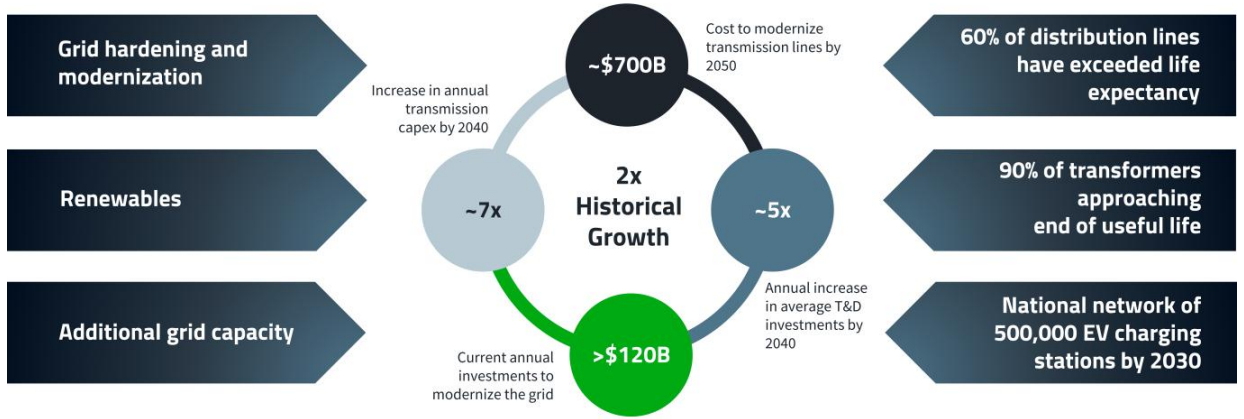 Grid hardening and
modernization
Renewables
Additional grid capacity
~$700B
Cost to modernize
transmission lines by
2050
Increase in annual
transmission
capex by 2040
~7x
2x
Historical
Growth
~5x
Annual increase
in average T&D
investments by
2040
>$120B
Current annual
investments to
modernize the grid
60% of distribution lines
have exceeded life
expectancy
90% of transformers
approaching
end of useful life
National network of
500,000 EV charging
stations by 2030